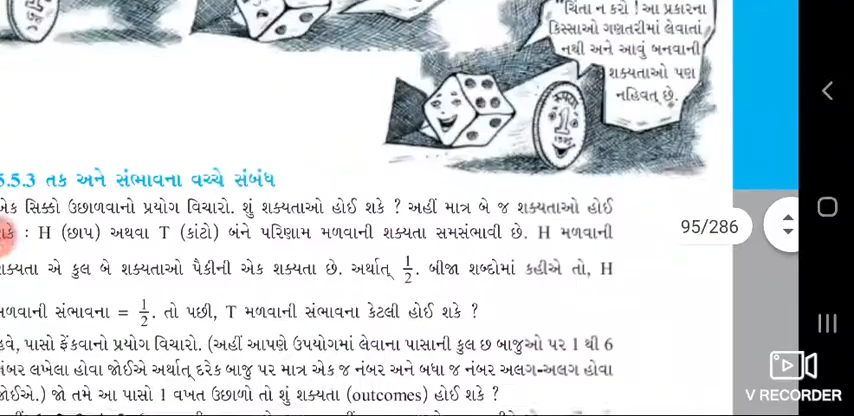 "ચિંતા ન કરો ! આ પ્રકારના
કિસ્સાઓ ગણતરીમાં લેવાતાં
નથી અને આવું બનવાની
શક્યતાઓ પણ
નહિવત્ છે.
1
5.5.3 તક અને સંભાવના વચ્ચે સંબંધ
એક સિક્કો ઉછાળવાનો પ્રયોગ વિચારો. શું શક્યતાઓ હોઈ શકે ? અહીં માત્ર બે જ શક્યતાઓ હોઈ
શકે : H (છાપ) અથવા T (કાંટો) બંને પરિણામ મળવાની શક્યતા સમસંભાવી છે. H મળવાની
શક્યતા એ કુલ બે શક્યતાઓ પૈકીની એક શક્યતા છે. અર્થાત્ 1/2. બીજા શબ્દોમાં કહીએ તો, H
મળવાની સંભાવના = 1/2. તો પછી, T મળવાની સંભાવના કેટલી હોઈ શકે ?
હવે, પાસો ફેંકવાનો પ્રયોગ વિચારો. (અહીં આપણે ઉપયોગમાં લેવાના પાસાની કુલ છ બાજુઓ પર 1 થી 6
નંબર લખેલા હોવા જોઈએ અર્થાત્ દરેક બાજુ પર માત્ર એક જ નંબર અને બધા જ નંબર અલગ-અલગ હોવા
જોઈએ.) જો તમે આ પાસો 1 વખત ઉછાળો તો શું શક્યતા (outcomes) હોઈ શકે ?
95/286
V RECORDER